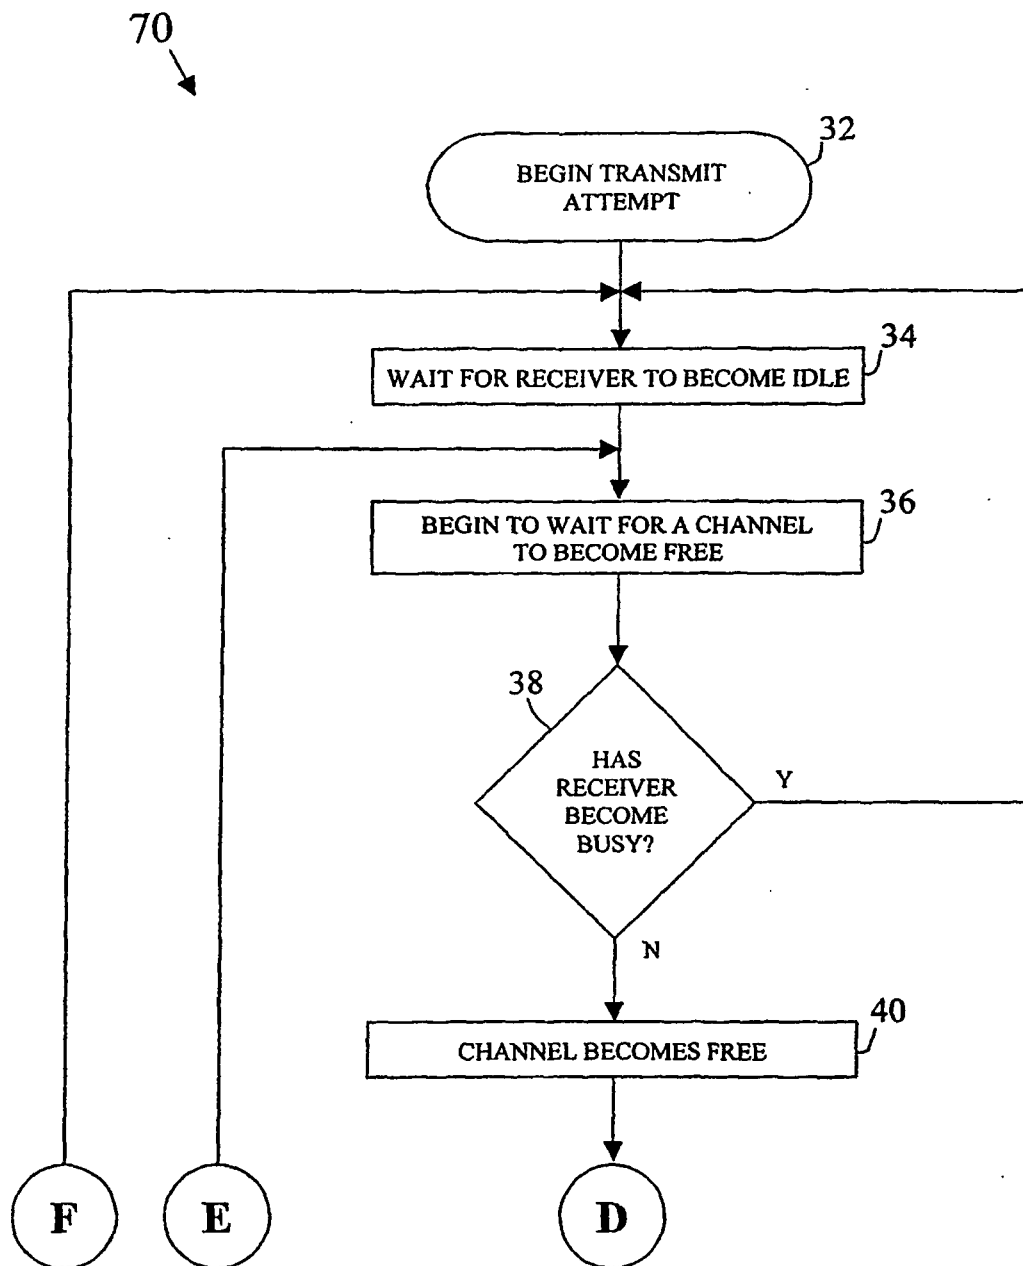 70
32
BEGIN TRANSMIT
ATTEMPT
34
WAIT FOR RECEIVER TO BECOME IDLE
36
BEGIN TO WAIT FOR A CHANNEL
TO BECOME FREE
38
HAS
RECEIVER
BECOME
BUSY?
Y
N
40
CHANNEL BECOMES FREE
F
E
D